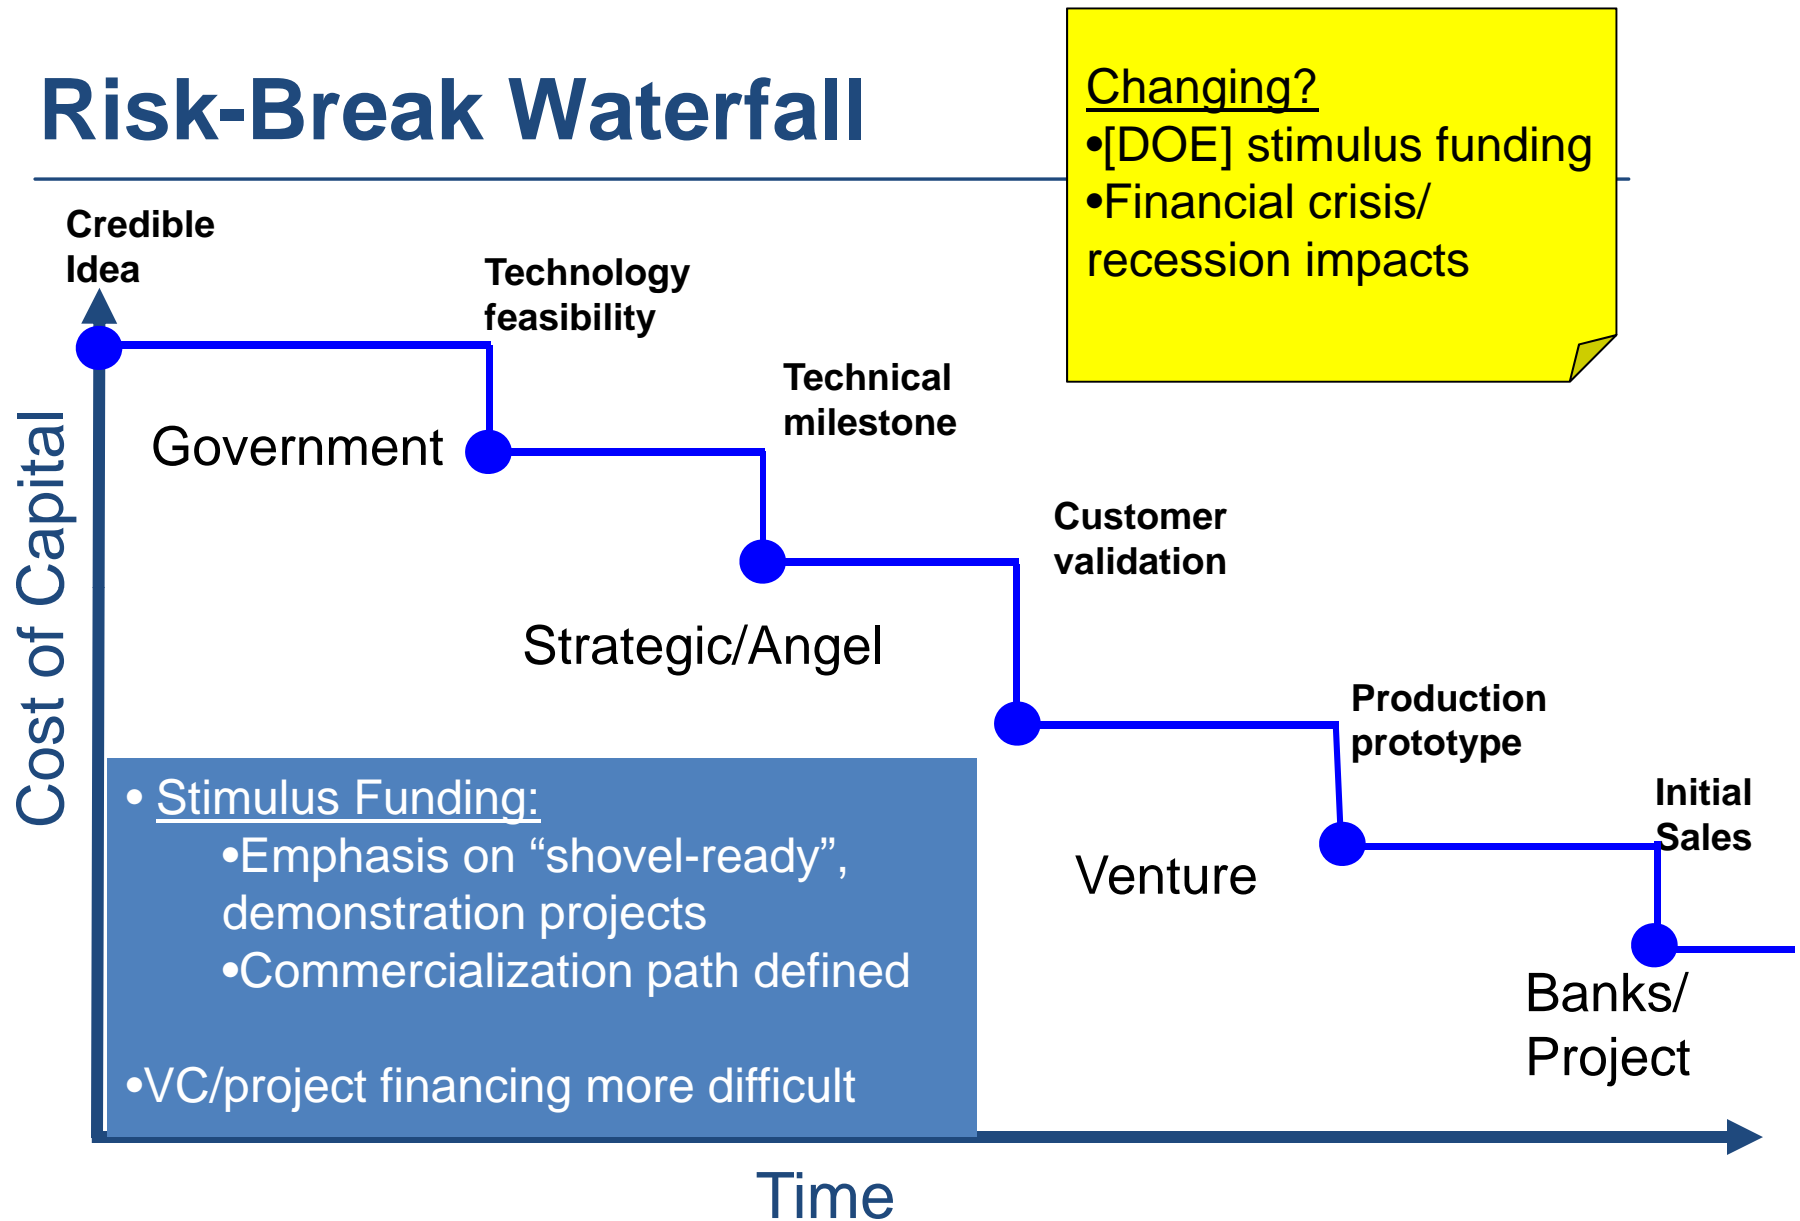 Risk-Break Waterfall
Changing?
•[DOE] stimulus funding
•Financial crisis/
recession impacts
Credible
Idea
Technology
feasibility
Technical
milestone
Government
Customer
validation
Strategic/Angel
Production
prototype
Initial
Sales
Venture
Banks/
Project
Cost of Capital
• Stimulus Funding:
•Emphasis on “shovel-ready”,
demonstration projects
•Commercialization path defined
•VC/project financing more difficult
Time